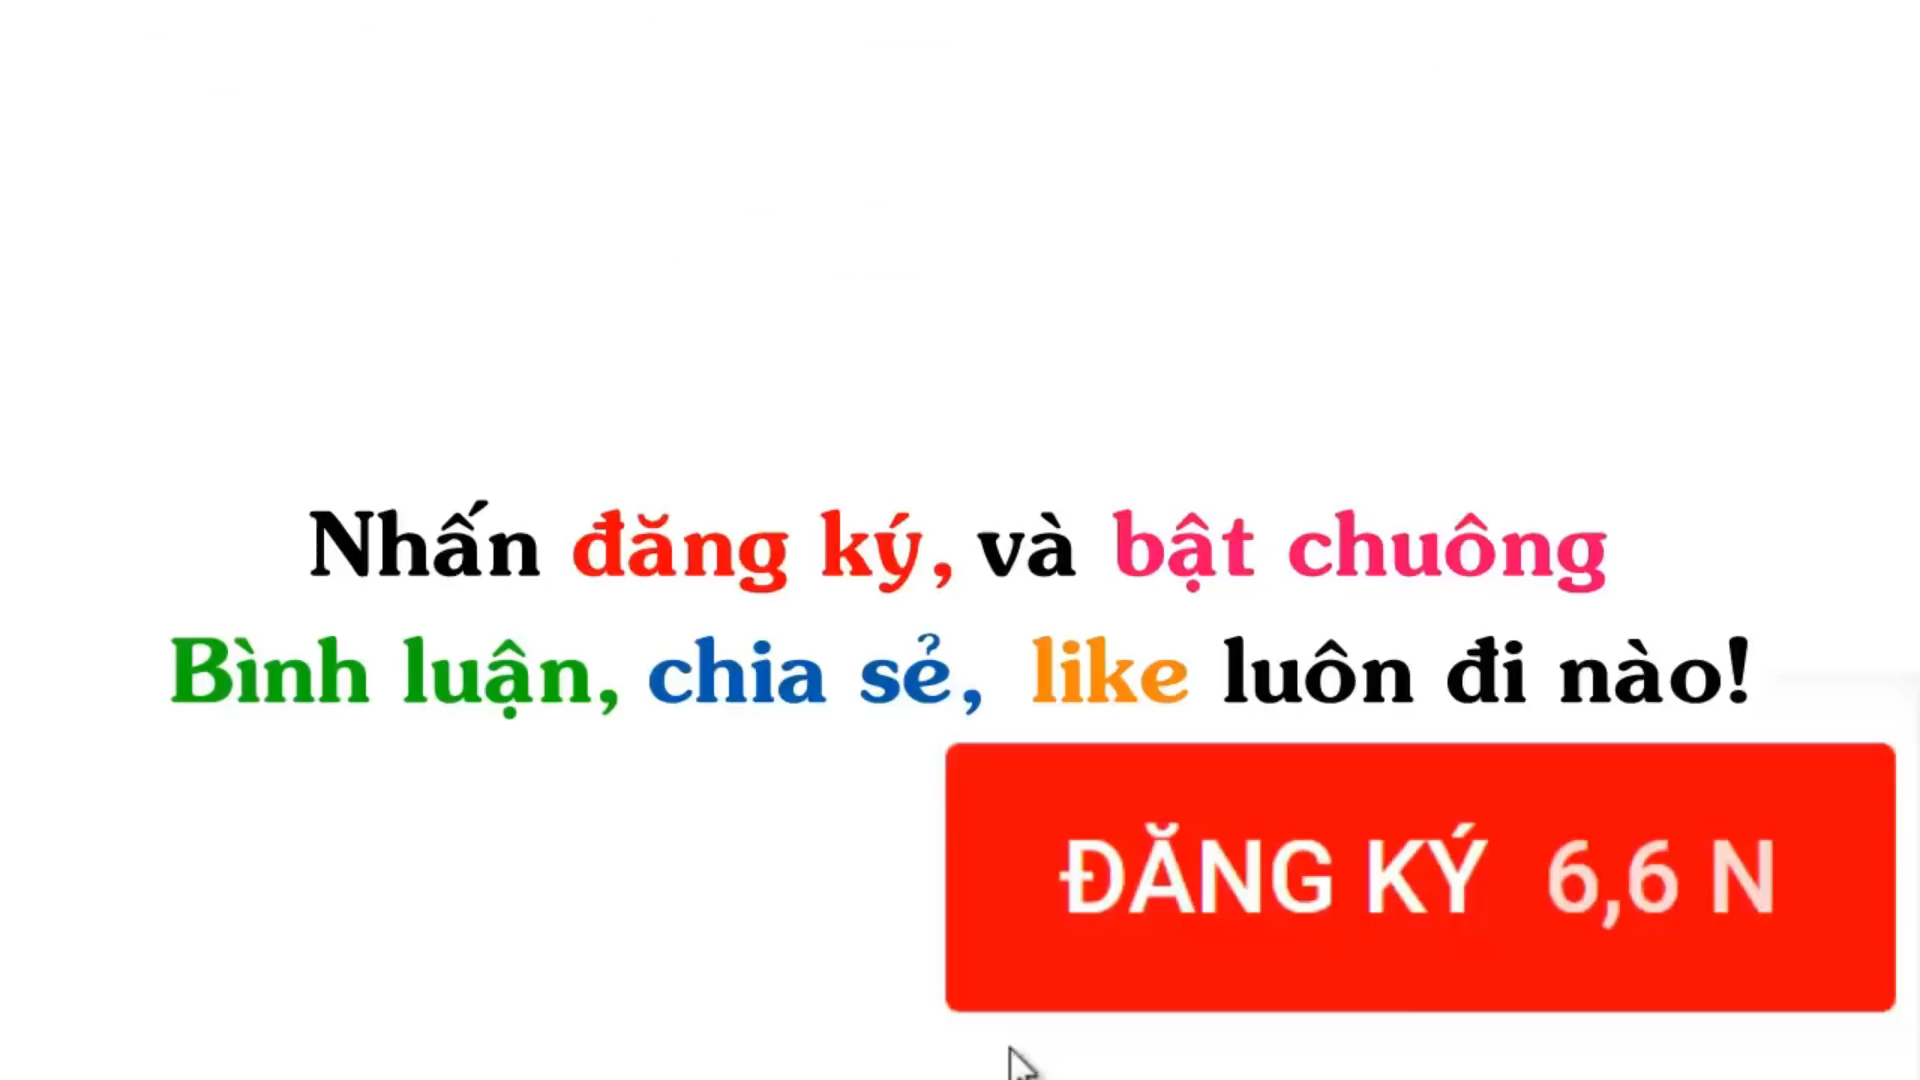 Nhấn đăng ký, và bật chuông
Bình luận, chia sẻ, like luôn đi nào!
ĐĂNG KÝ 6,6 N